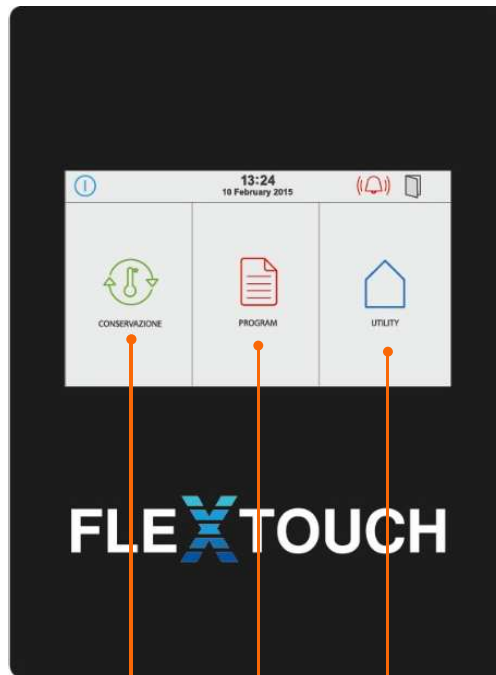 13:24
10 February 2015
CONSERVAZIONE
PROGRAM
UTILITY
FLEXTOUCH